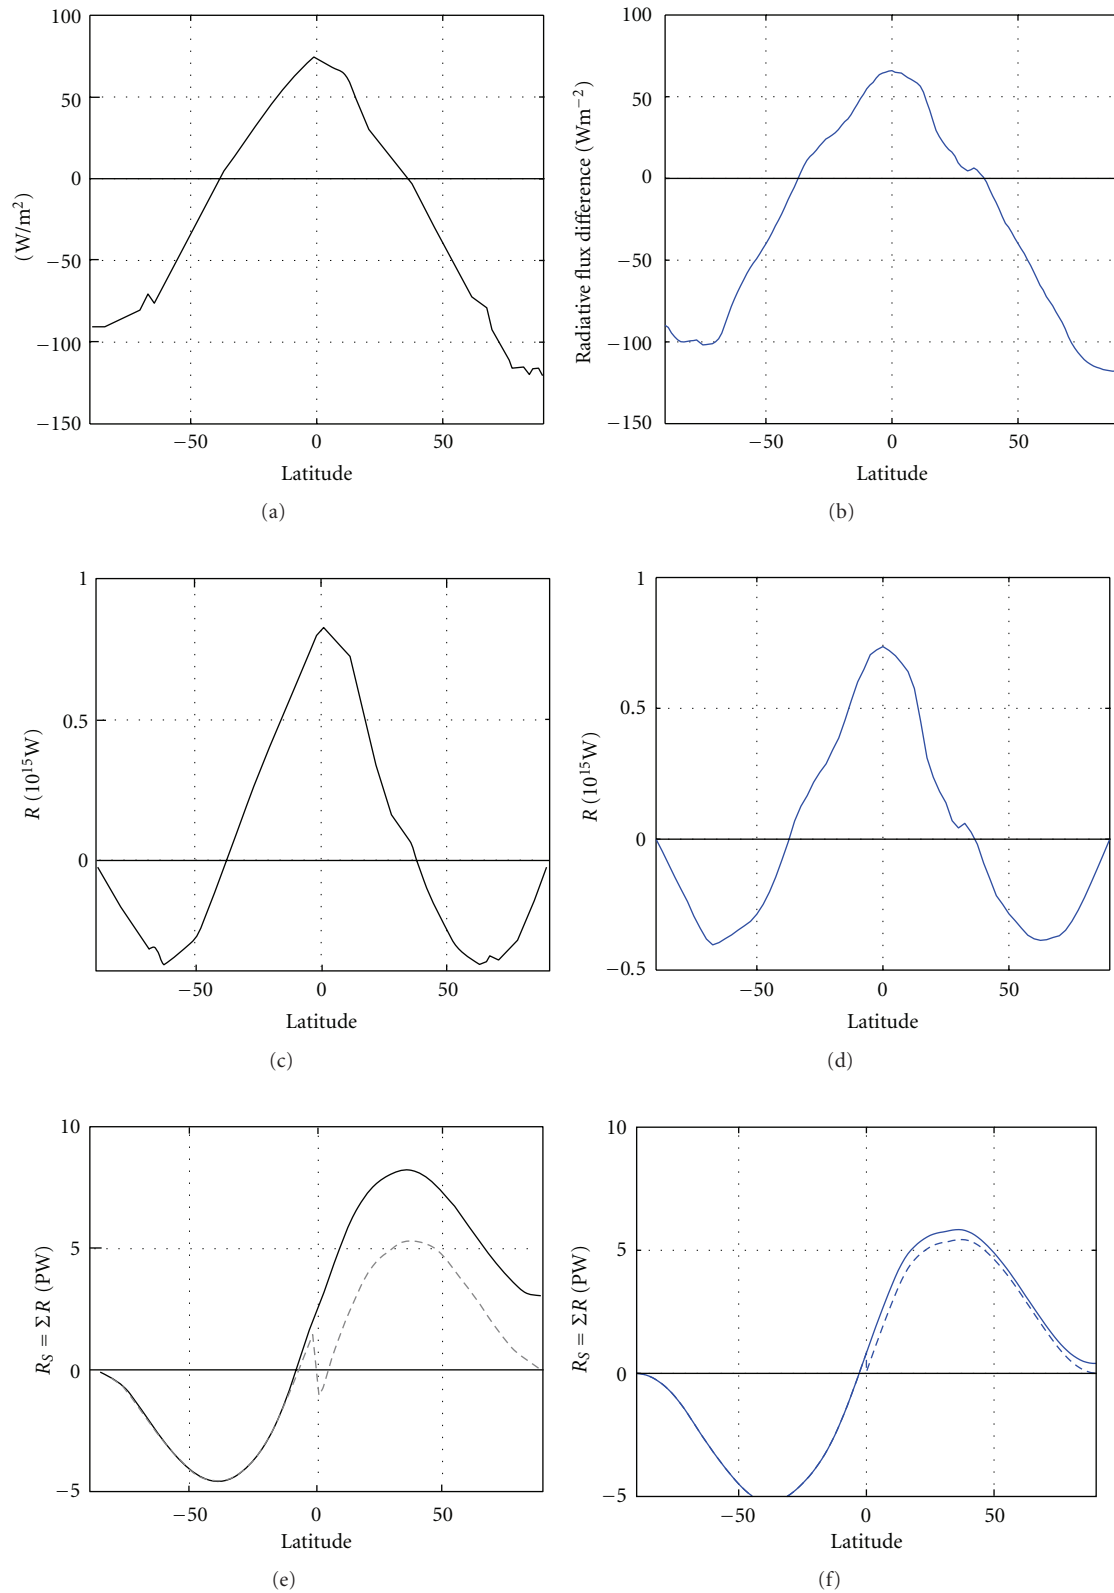 100
50
0
−50
−100
−150
(W/m²)
−50 0 50
Latitude
(a)
100
50
0
−50
−100
−150
Radiative flux difference (Wm⁻²)
−50 0 50
Latitude
(b)
1
0.5
0
R (10¹⁵W)
−50 0 50
Latitude
(c)
1
0.5
0
−0.5
R (10¹⁵W)
−50 0 50
Latitude
(d)
10
5
0
−5
R_S = ΣR (PW)
−50 0 50
Latitude
(e)
10
5
0
−5
R_S = ΣR (PW)
−50 0 50
Latitude
(f)